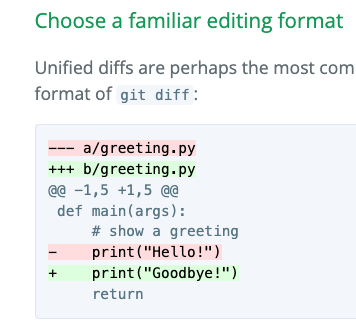 Choose a familiar editing format
Unified diffs are perhaps the most com
format of git diff:
--- a/greeting.py
+++ b/greeting.py
@@ -1,5 +1,5 @@
 def main(args):
     # show a greeting
-    print("Hello!")
+    print("Goodbye!")
     return